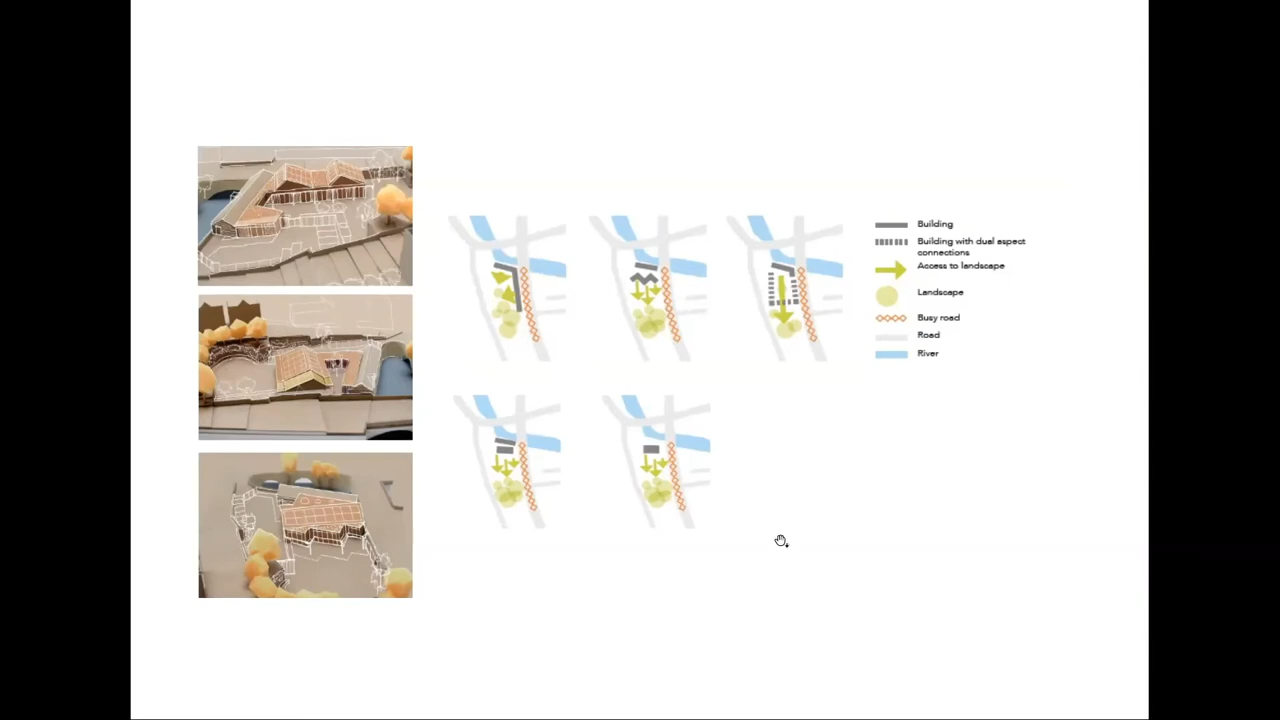 Building
Building with dual aspect
connections
Access to landscape
Landscape
Busy road
Road
River